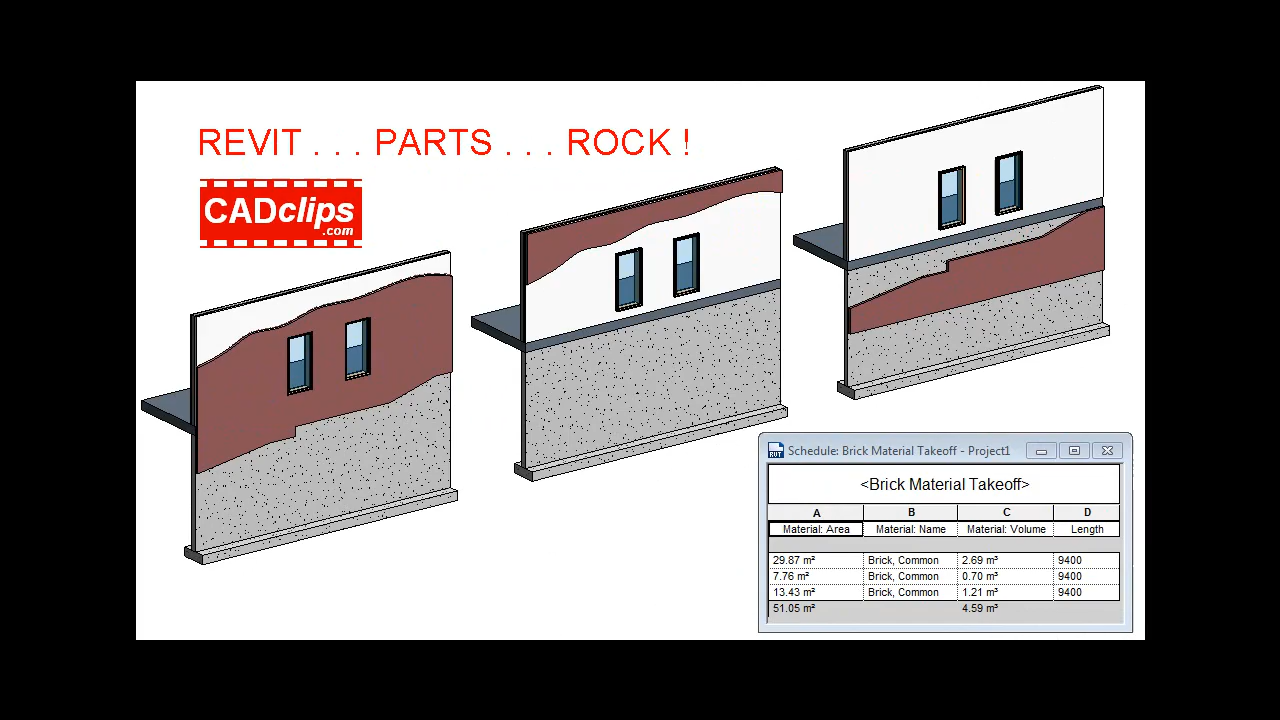 REVIT . . . PARTS . . . ROCK !
CADclips
.com
Schedule: Brick Material Takeoff - Project1
<Brick Material Takeoff>
A B C D
Material: Area Material: Name Material: Volume Length
29.87 m² Brick, Common 2.69 m³ 9400
7.76 m² Brick, Common 0.70 m³ 9400
13.43 m² Brick, Common 1.21 m³ 9400
51.05 m² 4.59 m³
RVT